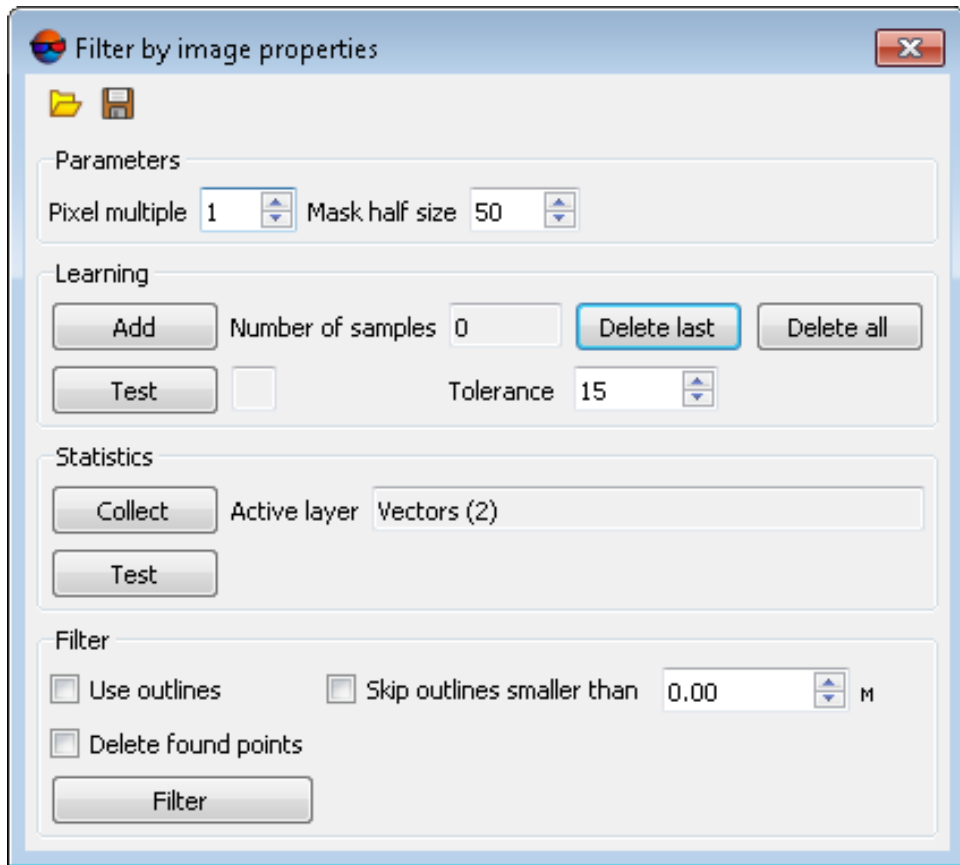 Filter by image properties
Parameters
Pixel multiple 1 Mask half size 50
Learning
Add Number of samples 0 Delete last Delete all
Test Tolerance 15
Statistics
Collect Active layer Vectors (2)
Test
Filter
Use outlines Skip outlines smaller than 0.00 м
Delete found points
Filter